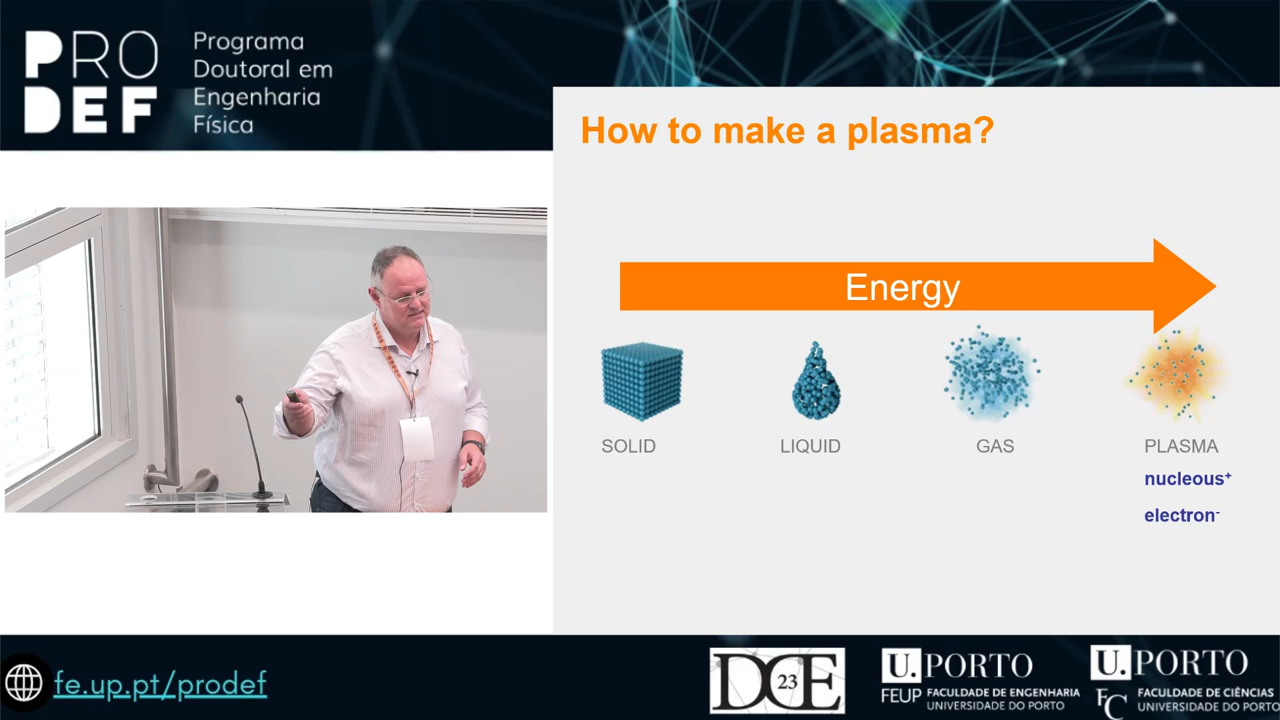 PRO
DEF
Programa
Doutoral em
Engenharia
Física
How to make a plasma?
Energy
SOLID
LIQUID
GAS
PLASMA
nucleous⁺
electron⁻
fe.up.pt/prodef
DCE
23
U.PORTO
FEUP FACULDADE DE ENGENHARIA
UNIVERSIDADE DO PORTO
U.PORTO
FC FACULDADE DE CIÊNCIAS
UNIVERSIDADE DO PORTO